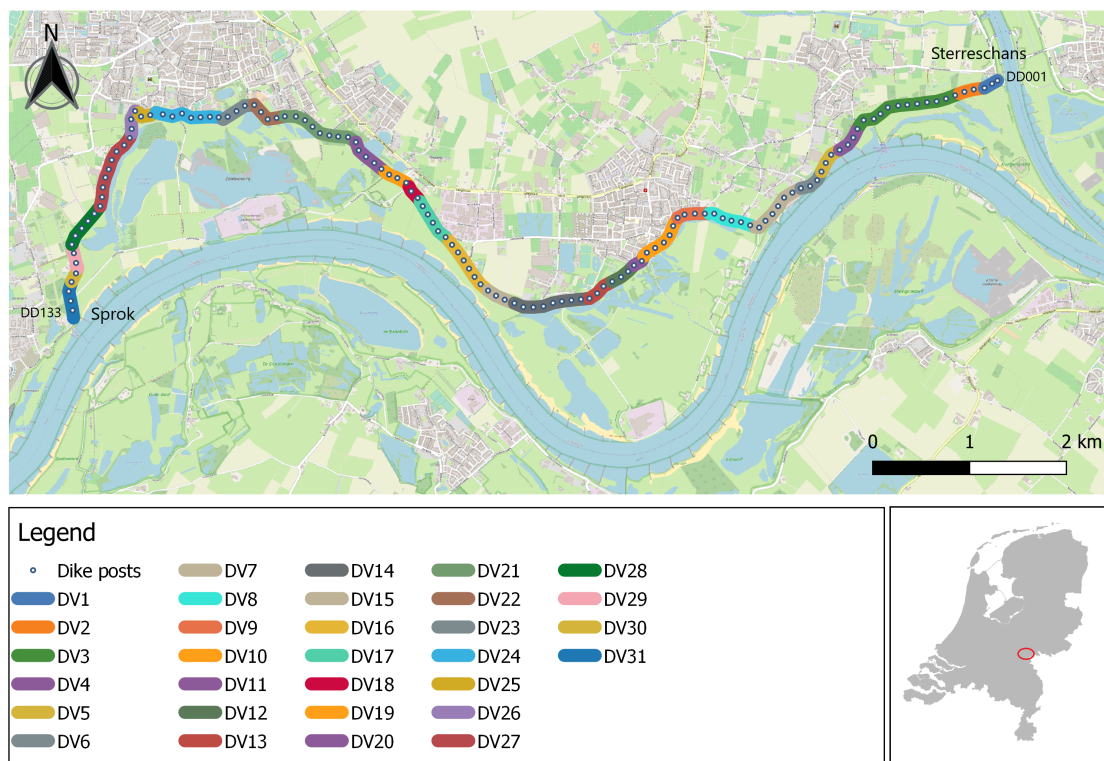 N
Sterreschans
DD001
DD133
Sprok
0 1 2 km
Legend
Dike posts
DV1
DV2
DV3
DV4
DV5
DV6
DV7
DV8
DV9
DV10
DV11
DV12
DV13
DV14
DV15
DV16
DV17
DV18
DV19
DV20
DV21
DV22
DV23
DV24
DV25
DV26
DV27
DV28
DV29
DV30
DV31